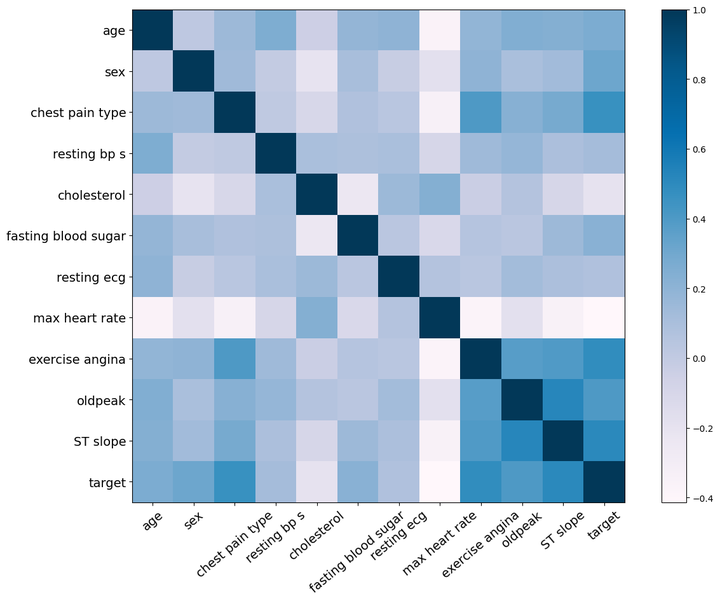 age
sex
chest pain type
resting bp s
cholesterol
fasting blood sugar
resting ecg
max heart rate
exercise angina
oldpeak
ST slope
target
age
sex
chest pain type
resting bp s
cholesterol
fasting blood sugar
resting ecg
max heart rate
exercise angina
oldpeak
ST slope
target
1.0
0.8
0.6
0.4
0.2
0.0
−0.2
−0.4